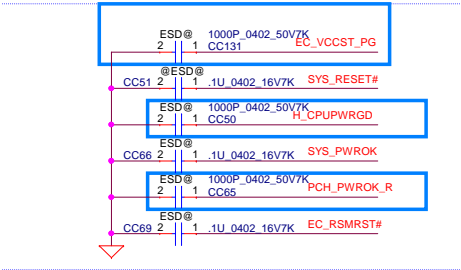 ESD@ 1000P_0402_50V7K
2 1 CC131 EC_VCCST_PG
@ESD@
CC51 2 1 .1U_0402_16V7K SYS_RESET#
ESD@ 1000P_0402_50V7K
2 1 CC50 H_CPUPWRGD
ESD@
CC66 2 1 .1U_0402_16V7K SYS_PWROK
ESD@ 1000P_0402_50V7K
2 1 CC65 PCH_PWROK_R
ESD@
CC69 2 1 .1U_0402_16V7K EC_RSMRST#